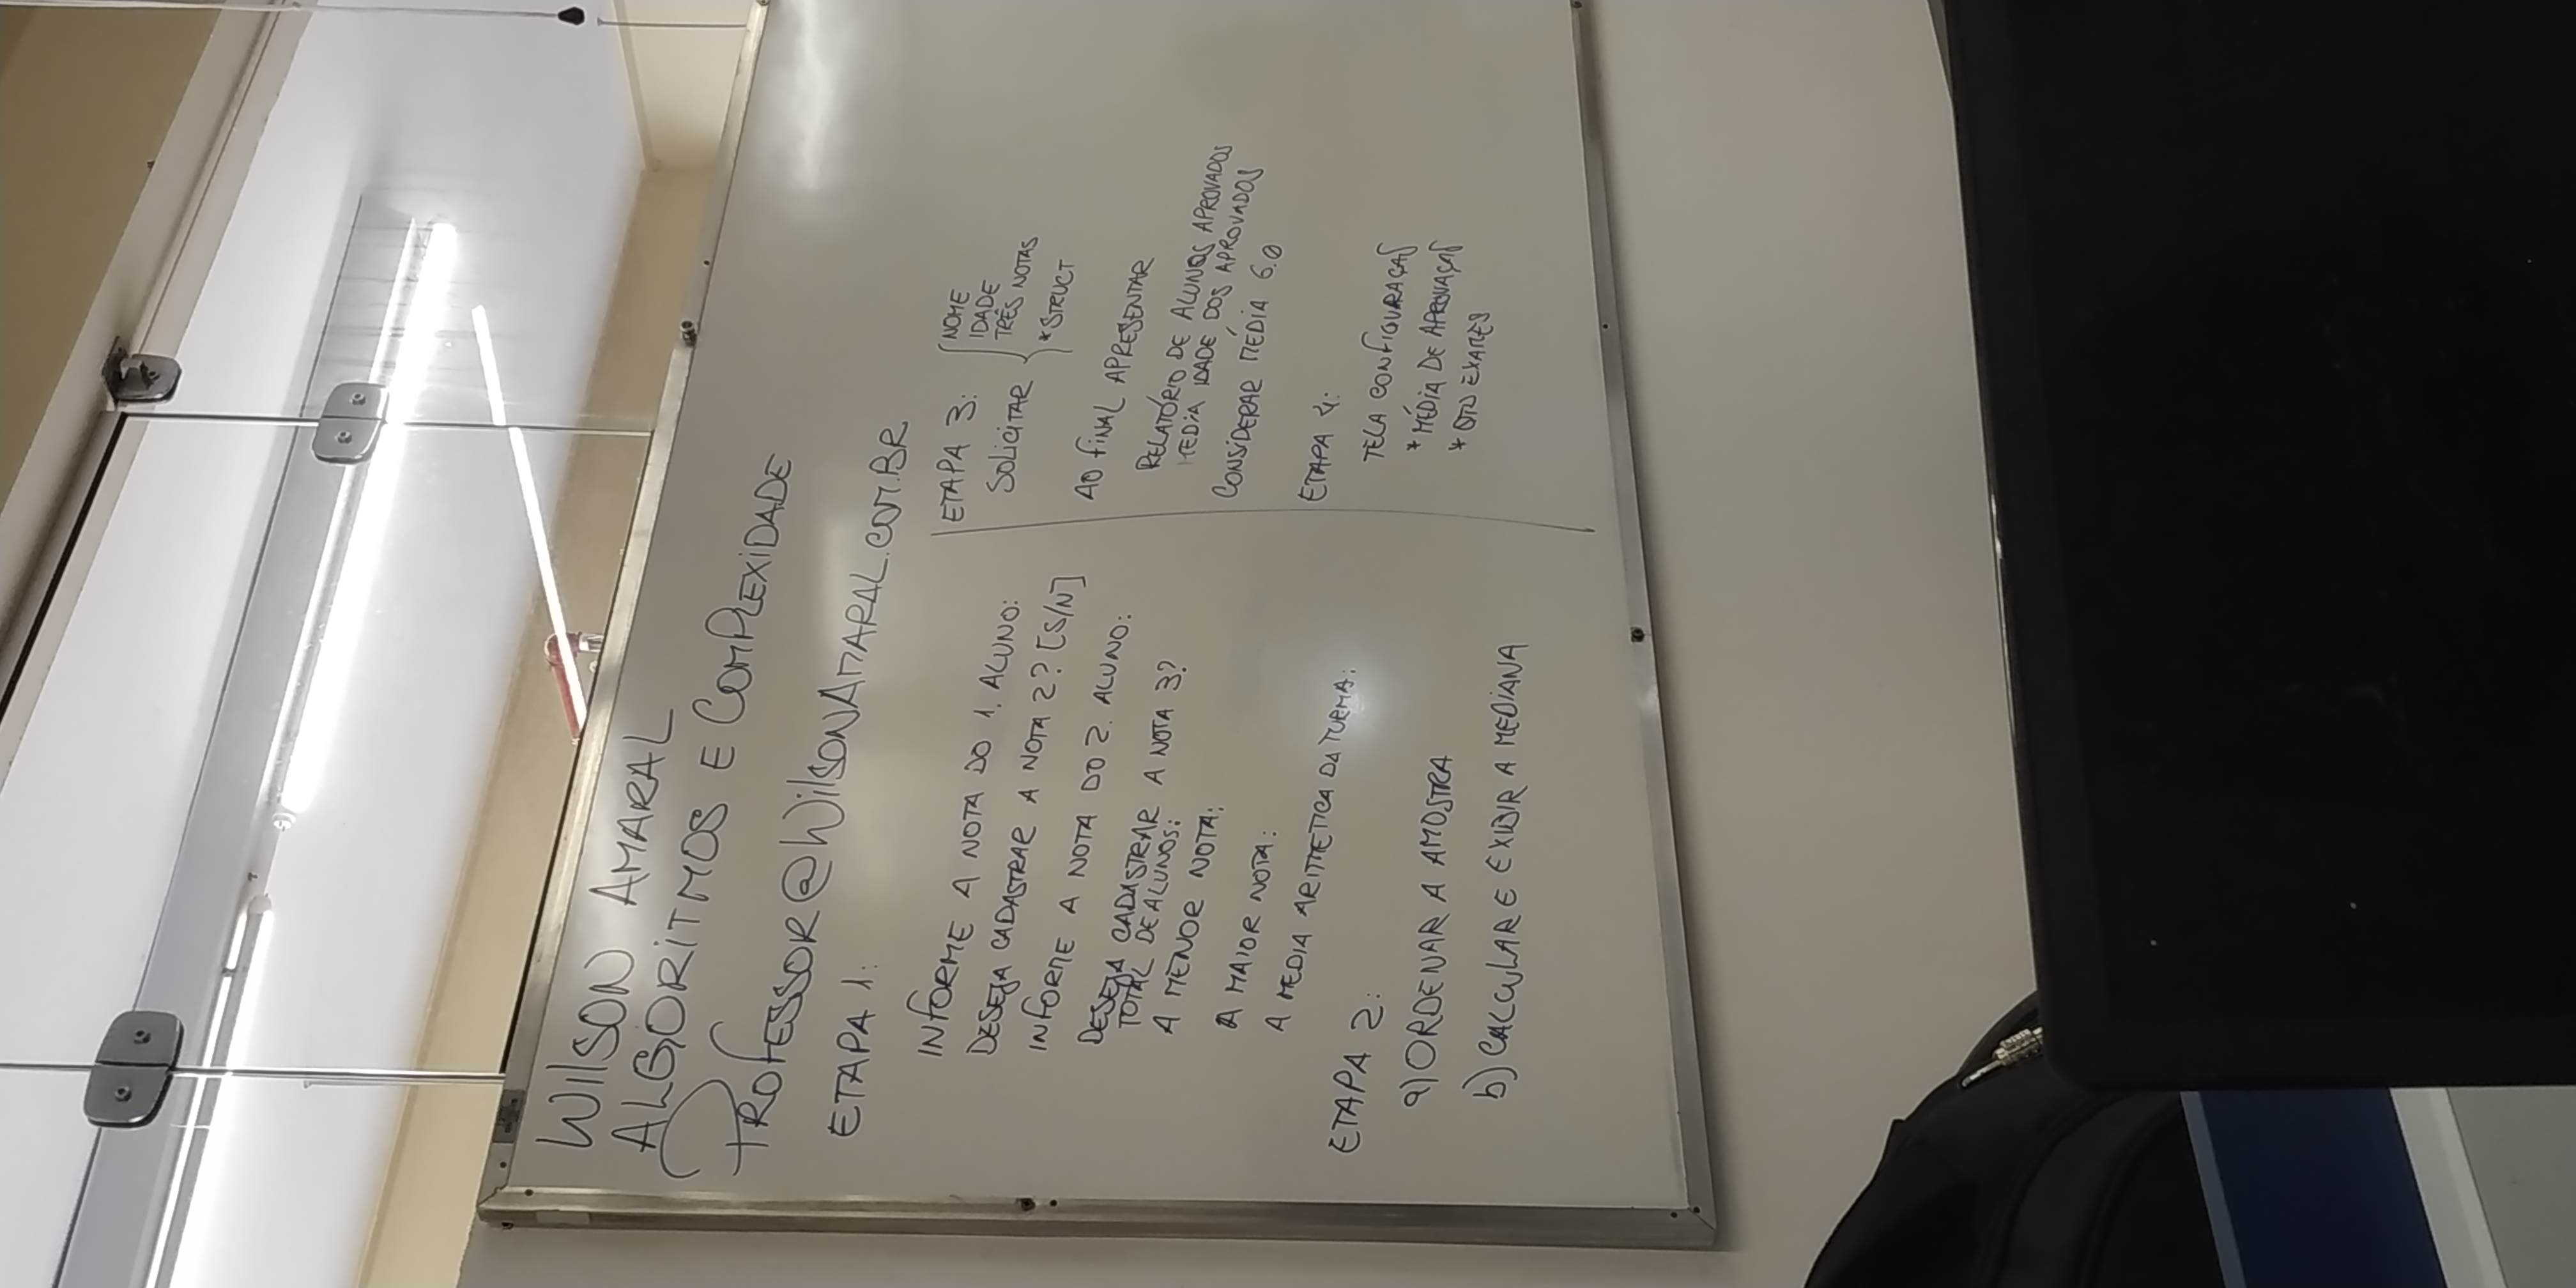 WILSON AMARAL
ALGORITMOS E COMPLEXIDADE
PROFESSOR@WILSONAMARAL.COM.BR
ETAPA 1:
INFORME A NOTA DO 1. ALUNO:
DESEJA CADASTRAR A NOTA 2? [S/N]
INFORME A NOTA DO 2. ALUNO:
DESEJA CADASTRAR A NOTA 3?
TOTAL DE ALUNOS:
A MENOR NOTA:
A MAIOR NOTA:
A MEDIA ARITMETICA DA TURMA:
ETAPA 2:
a) ORDENAR A AMOSTRA
b) CALCULAR E EXIBIR A MEDIANA
ETAPA 3:
SOLICITAR
NOME
IDADE
TRÊS NOTAS
*STRUCT
AO FINAL APRESENTAR
RELATÓRIO DE ALUNOS APROVADOS
MEDIA IDADE DOS APROVADOS
CONSIDERAR MÉDIA 6.0
ETAPA 4:
TELA CONFIGURAÇÃO
* MÉDIA DE APROVAÇÃO
* QTD EXAMES